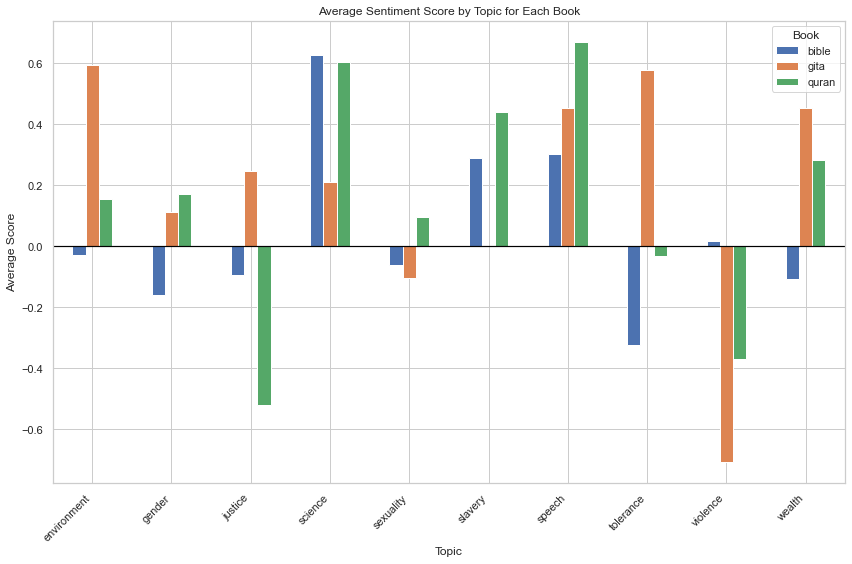 Average Sentiment Score by Topic for Each Book
Book
bible
gita
quran
Average Score
0.6
0.4
0.2
0.0
−0.2
−0.4
−0.6
environment
gender
justice
science
sexuality
slavery
speech
tolerance
violence
wealth
Topic